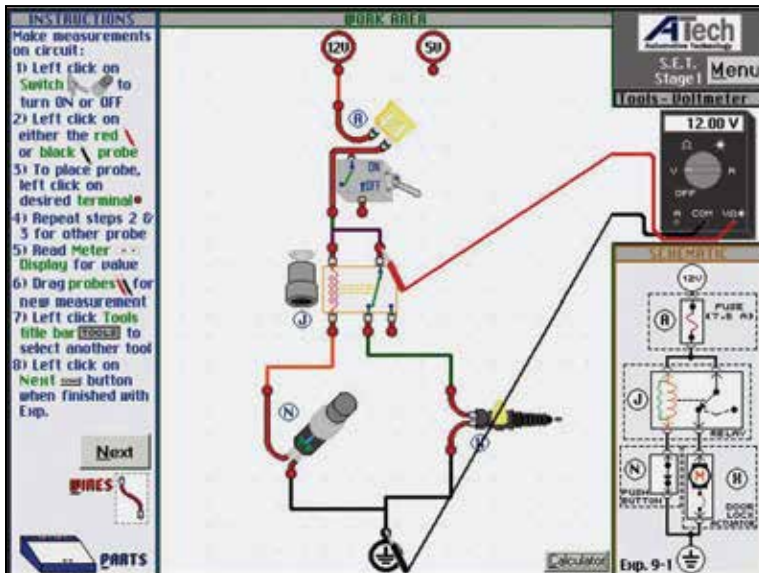 INSTRUCTIONS
Make measurements
on circuit:
1) Left click on
Switch to
turn ON or OFF
2) Left click on
either the red
or black probe
3) To place probe,
left click on
desired terminal
4) Repeat steps 2 &
3 for other probe
5) Read Meter
Display for value
6) Drag probes for
new measurement
7) Left click Tools
title bar TOOLS to
select another tool
8) Left click on
Next button
when finished with
Exp.
Next
WIRES
PARTS
WORK AREA
12V
5V
A
ON
OFF
J
N
H
Calculator
ATech
Automotive Technology
S.E.T.
Stage1
Menu
Tools - Voltmeter
12.00 V
Ω
V
A
OFF
A
COM
SCHEMATIC
12V
A
FUSE
(7.5 A)
J
RELAY
N
PUSH
BUTTON
M
H
DOOR
LOCK
ACTUATOR
Exp. 9-1